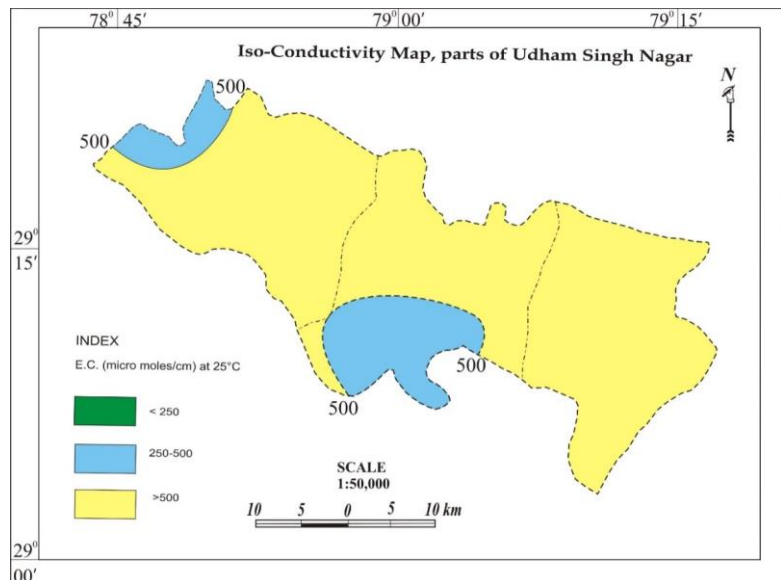 78° 45′ 79° 00′ 79° 15′
Iso-Conductivity Map, parts of Udham Singh Nagar
N
500
500
29°
15′
INDEX
E.C. (micro moles/cm) at 25°C
< 250
250-500
>500
500
500
SCALE
1:50,000
10 5 0 5 10 km
29°
00′